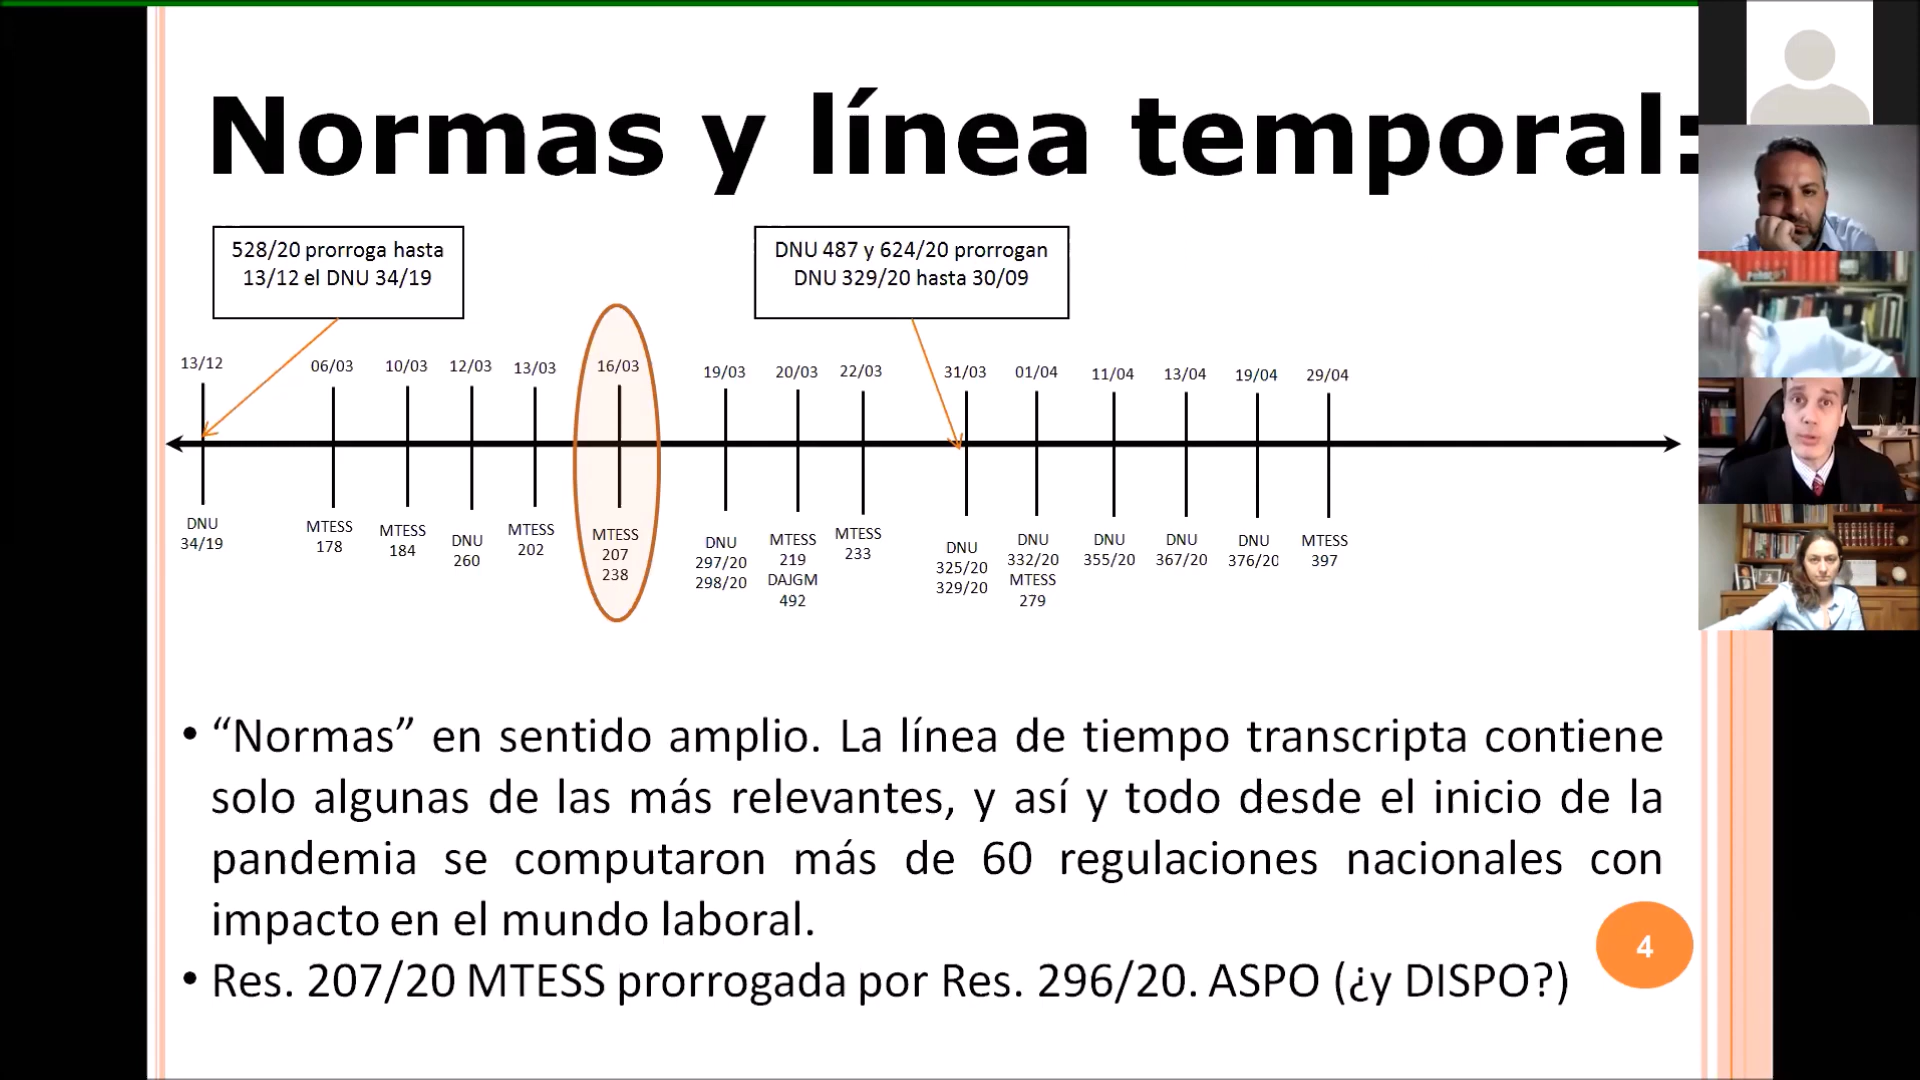 Normas y línea temporal:
528/20 prorroga hasta
13/12 el DNU 34/19
DNU 487 y 624/20 prorrogan
DNU 329/20 hasta 30/09
13/12
06/03
10/03
12/03
13/03
16/03
19/03
20/03
22/03
31/03
01/04
11/04
13/04
19/04
29/04
DNU
34/19
MTESS
178
MTESS
184
DNU
260
MTESS
202
MTESS
207
238
DNU
297/20
298/20
MTESS
219
DAJGM
492
MTESS
233
DNU
325/20
329/20
DNU
332/20
MTESS
279
DNU
355/20
DNU
367/20
DNU
376/20
MTESS
397
• “Normas” en sentido amplio. La línea de tiempo transcripta contiene
solo algunas de las más relevantes, y así y todo desde el inicio de la
pandemia se computaron más de 60 regulaciones nacionales con
impacto en el mundo laboral.
• Res. 207/20 MTESS prorrogada por Res. 296/20. ASPO (¿y DISPO?)
4